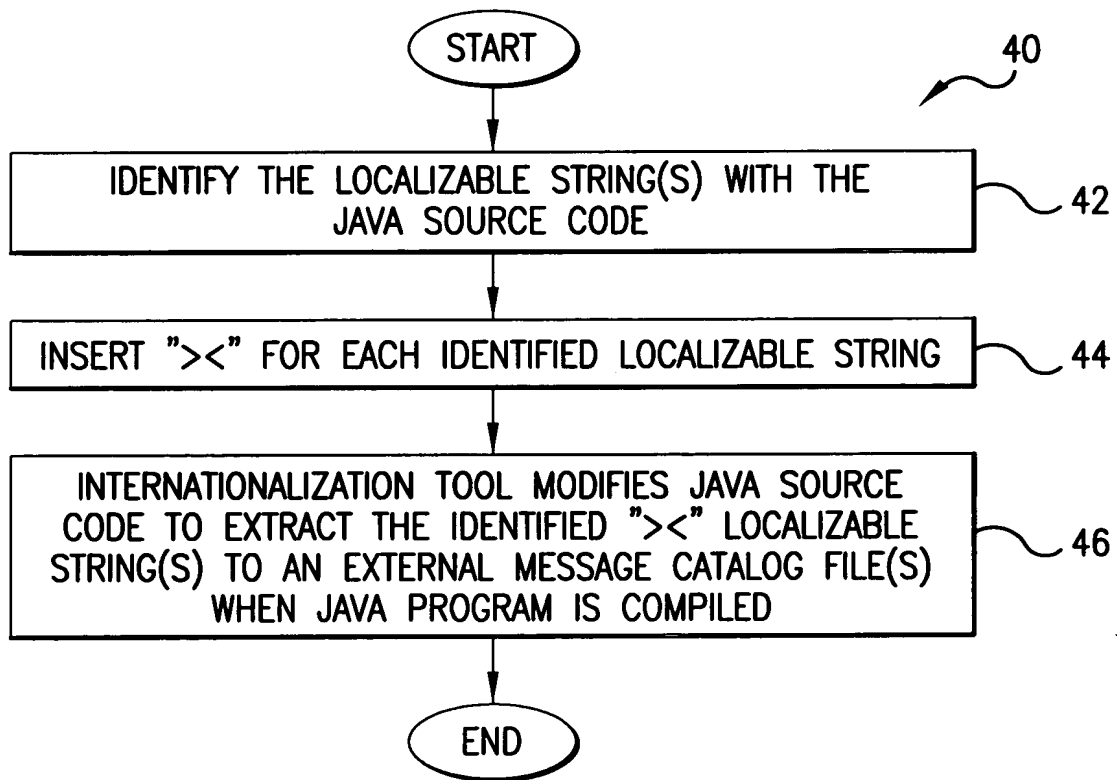 START
40
IDENTIFY THE LOCALIZABLE STRING(S) WITH THE
JAVA SOURCE CODE
42
INSERT ”><” FOR EACH IDENTIFIED LOCALIZABLE STRING
44
INTERNATIONALIZATION TOOL MODIFIES JAVA SOURCE
CODE TO EXTRACT THE IDENTIFIED ”><” LOCALIZABLE
STRING(S) TO AN EXTERNAL MESSAGE CATALOG FILE(S)
WHEN JAVA PROGRAM IS COMPILED
46
END